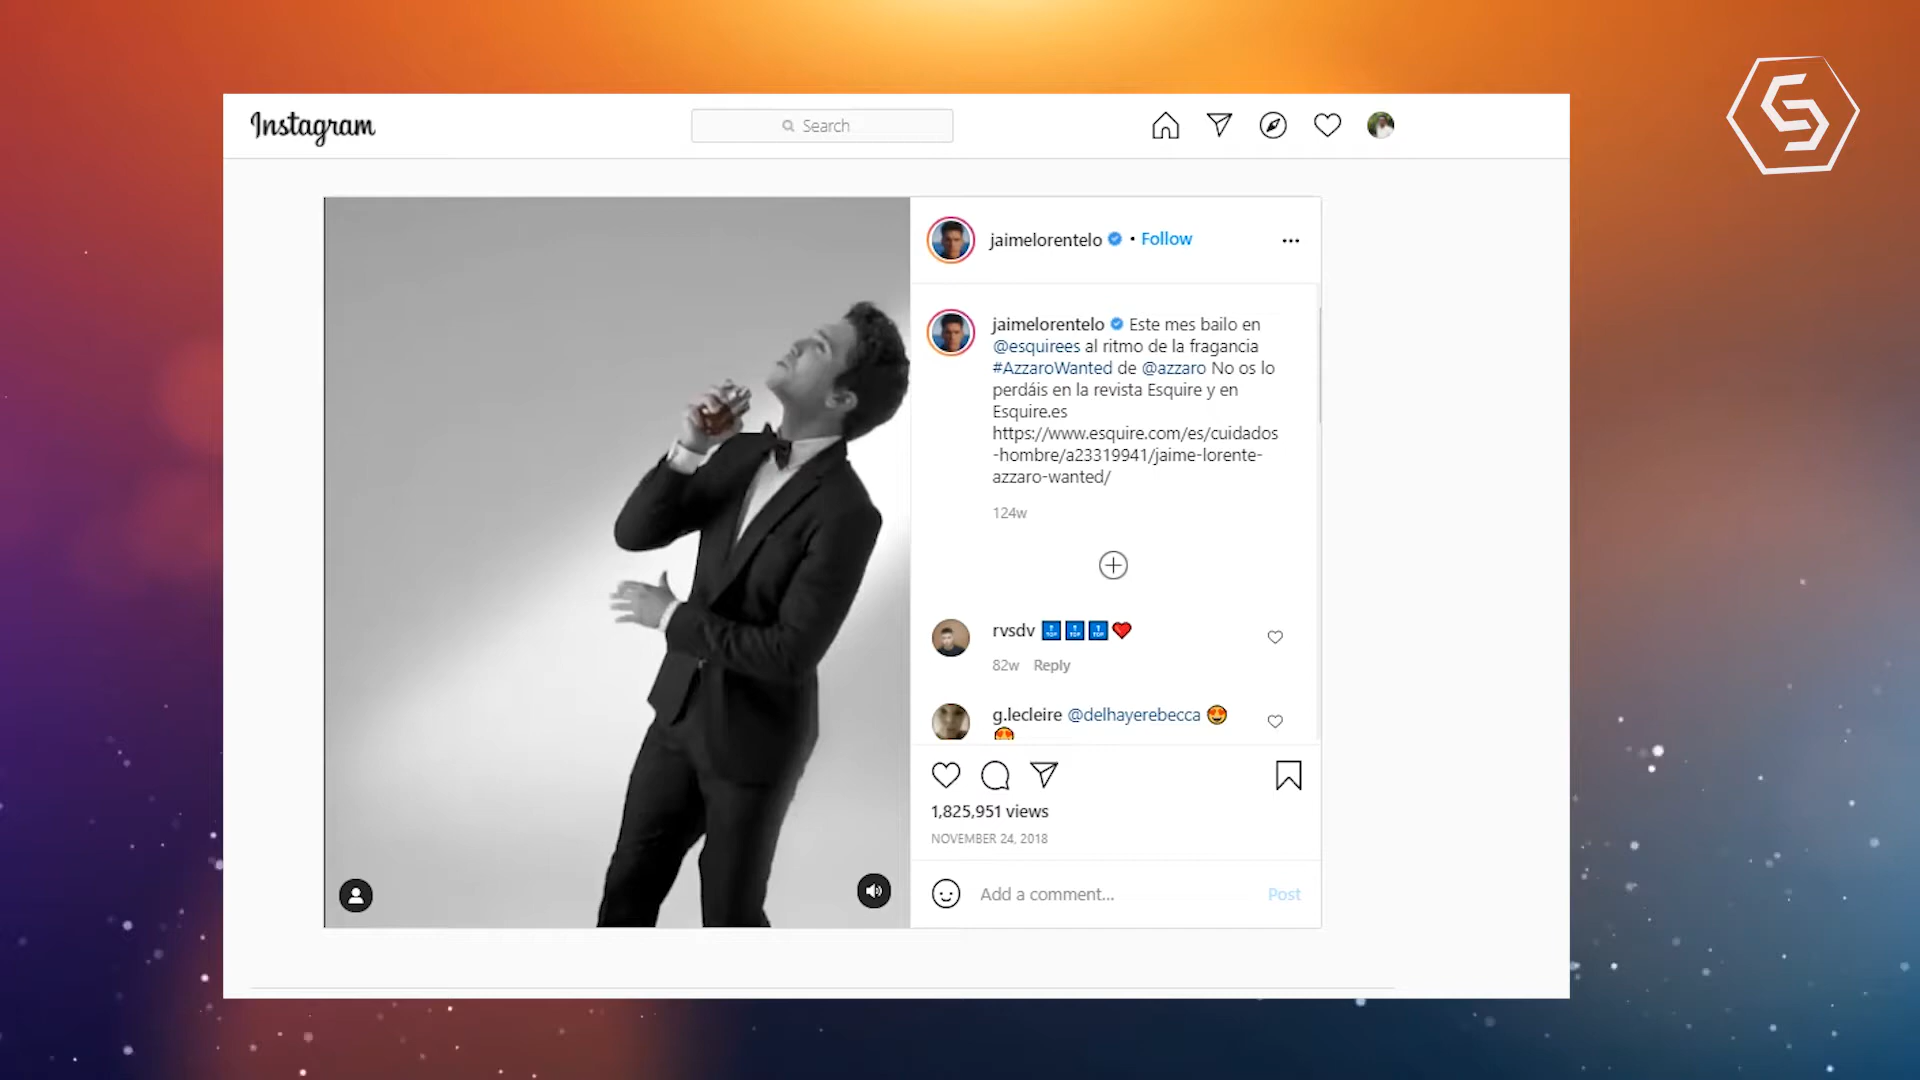 Instagram
Search
jaimelorentelo • Follow
jaimelorentelo Este mes bailo en
@esquirees al ritmo de la fragancia
#AzzaroWanted de @azzaro No os lo
perdáis en la revista Esquire y en
Esquire.es
https://www.esquire.com/es/cuidados
-hombre/a23319941/jaime-lorente-
azzaro-wanted/
124w
rvsdv 🔝🔝🔝❤️
82w Reply
g.lecleire @delhayerebecca 😍
😍
1,825,951 views
NOVEMBER 24, 2018
Add a comment...
Post